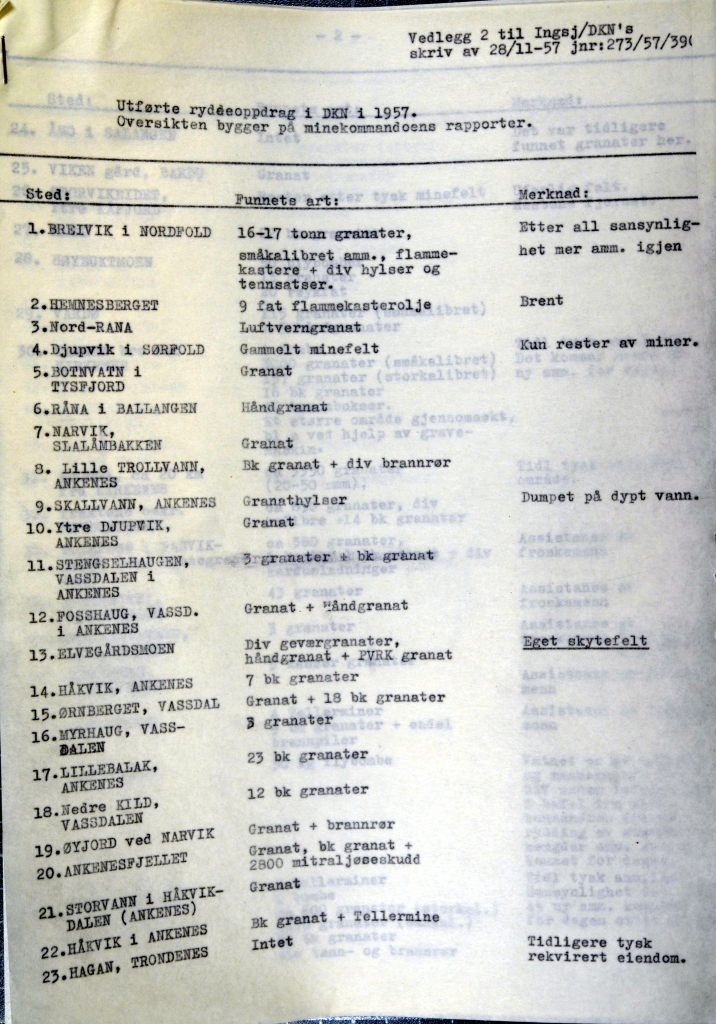 Vedlegg 2 til Ingsj/DKN's
skriv av 28/11-57 jnr:273/57/39(
Utførte ryddeoppdrag i DKN i 1957.
Oversikten bygger på minekommandoens rapporter.
Sted: Funnets art: Merknad:
1.BREIVIK i NORDFOLD 16-17 tonn granater, Etter all sansynlig-
småkalibret amm., flamme- het mer amm. igjen
kastere + div hylser og
tennsatser.
2.HEMNESBERGET 9 fat flammekasterolje Brent
3.Nord-RANA Luftverngranat
4.Djupvik i SØRFOLD Gammelt minefelt Kun rester av miner.
5.BOTNVATN i Granat
TYSFJORD
6.RÅNA i BALLANGEN Håndgranat
7.NARVIK,
SLALÅMBAKKEN Granat
8. Lille TROLLVANN, Bk granat + div brannrør
ANKENES
9.SKALLVANN, ANKENES Granathylser Dumpet på dypt vann.
10.Ytre DJUPVIK, Granat
ANKENES
11.STENGSELHAUGEN, 3 granater + bk granat
VASSDALEN i
ANKENES
12.FOSSHAUG, VASSD. Granat + Håndgranat
i ANKENES
13.ELVEGÅRDSMOEN Div geværgranater, Eget skytefelt
håndgranat + PVRK granat
14.HÅKVIK, ANKENES 7 bk granater
15.ØRNBERGET, VASSDAL Granat + 18 bk granater
16.MYRHAUG, VASS- 3 granater
DALEN
17.LILLEBALAK, 23 bk granater
ANKENES
18.Nedre KILD, 12 bk granater
VASSDALEN
19.ØYJORD ved NARVIK Granat + brannrør
20.ANKENESFJELLET Granat, bk granat +
2800 mitraljøseskudd
21.STORVANN i HÅKVIK- Granat
DALEN (ANKENES)
22.HÅKVIK i ANKENES Bk granat + Tellermine
23.HAGAN, TRONDENES Intet Tidligere tysk
rekvirert eiendom.